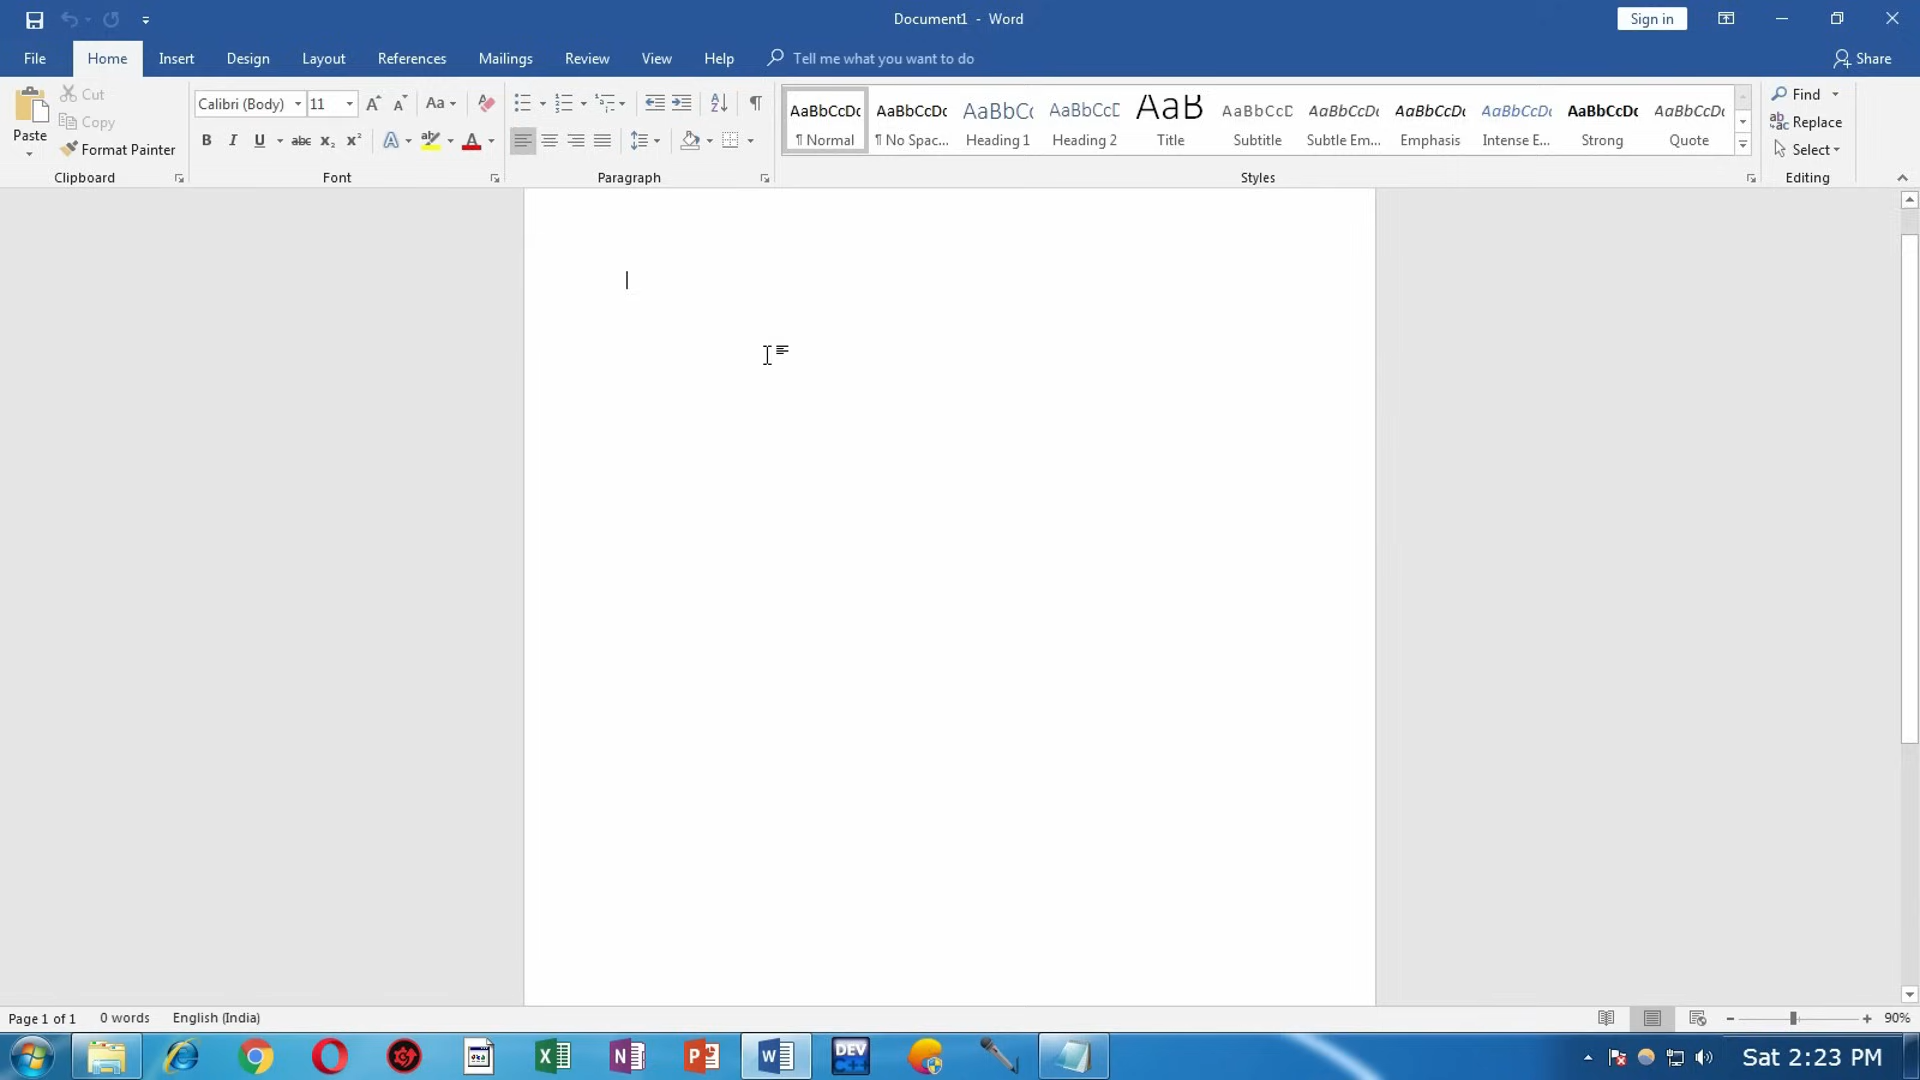 Document1 - Word
Sign in
File Home Insert Design Layout References Mailings Review View Help Tell me what you want to do Share
Paste
Cut
Copy
Format Painter
Clipboard
Calibri (Body) 11 Aa
B I U abc x₂ x² A ab A
Font
Paragraph
AaBbCcDc AaBbCcDc AaBbCc AaBbCcD AaB AaBbCcD AaBbCcDc AaBbCcDc AaBbCcDc AaBbCcDc AaBbCcDc
¶ Normal ¶ No Spac... Heading 1 Heading 2 Title Subtitle Subtle Em... Emphasis Intense E... Strong Quote
Styles
Find
Replace
Select
Editing
Page 1 of 1 0 words English (India) 90%
DEV C++
Sat 2:23 PM